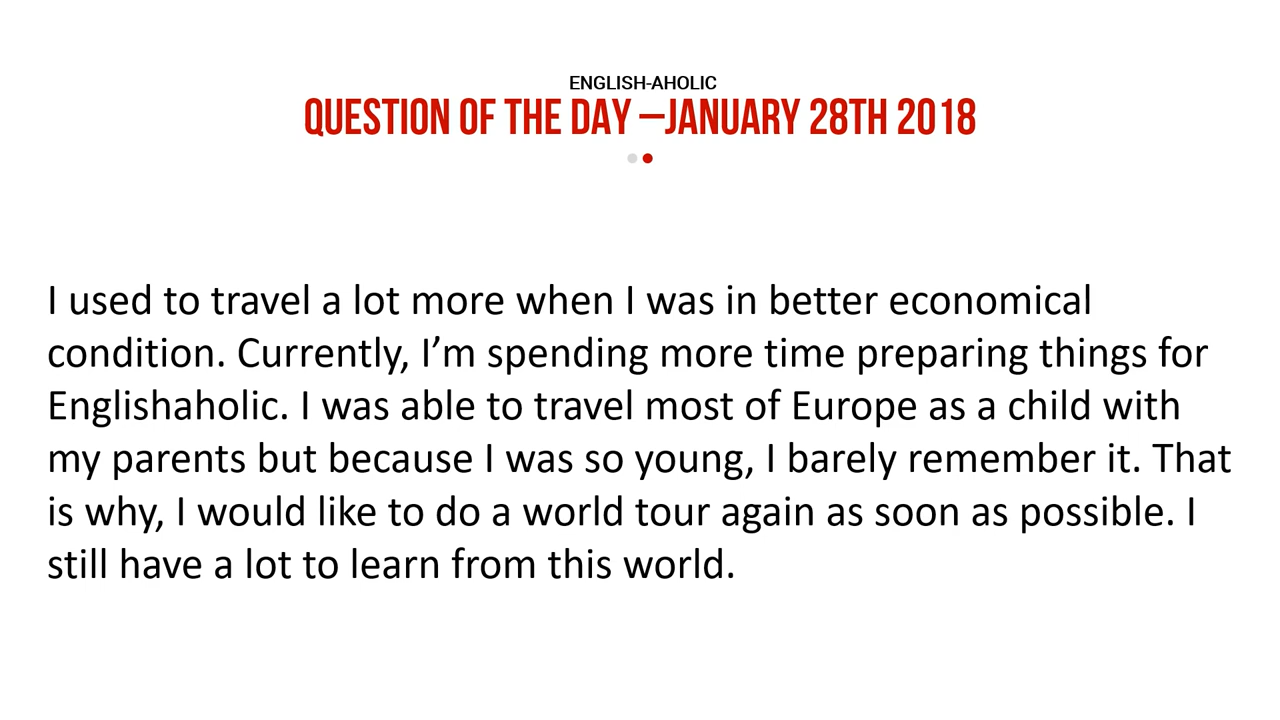 ENGLISH-AHOLIC
QUESTION OF THE DAY –JANUARY 28TH 2018
I used to travel a lot more when I was in better economical
condition. Currently, I’m spending more time preparing things for
Englishaholic. I was able to travel most of Europe as a child with
my parents but because I was so young, I barely remember it. That
is why, I would like to do a world tour again as soon as possible. I
still have a lot to learn from this world.